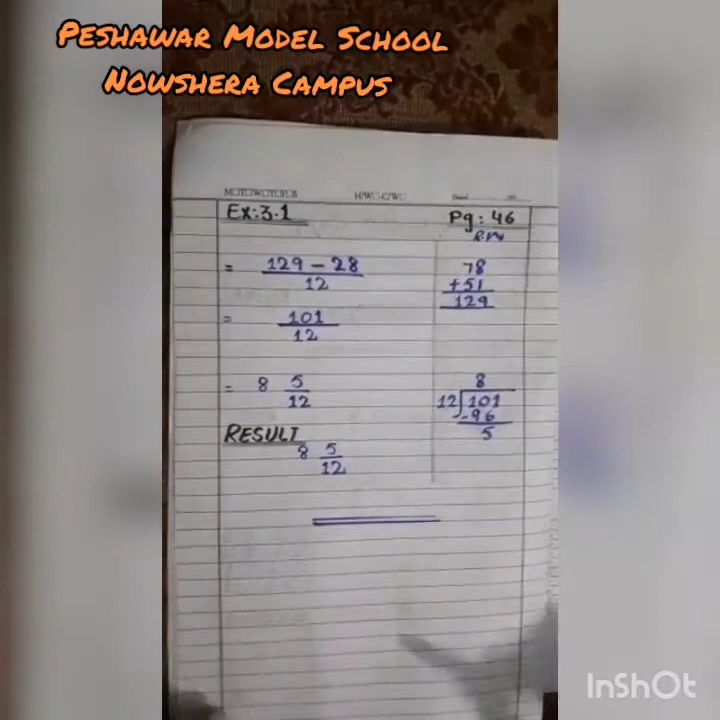 PESHAWAR MODEL SCHOOL
NOWSHERA CAMPUS
H/W C/W
Ex: 3.1
Pg: 46
R.W
= 129 - 28
12
78
+51
129
= 101
12
= 8 5
12
8
12 101
-96
5
RESULT
8 5
12
InShOt